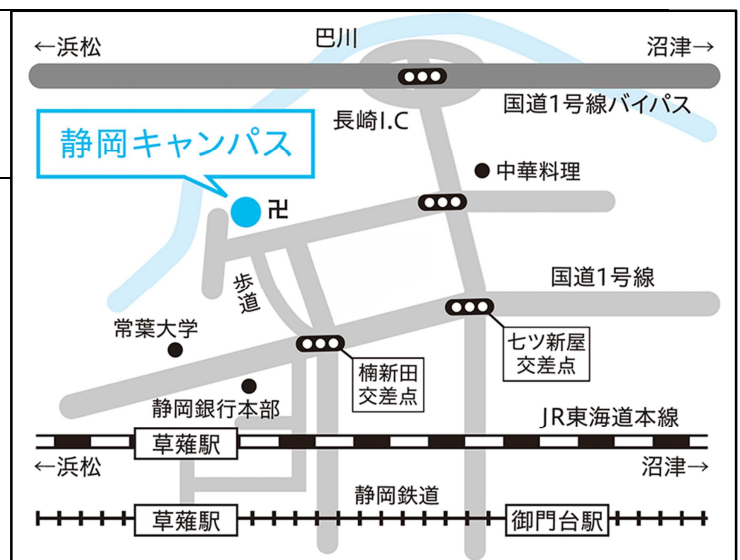 ←浜松
巴川
沼津→
国道1号線バイパス
長崎I.C
静岡キャンパス
中華料理
卍
歩道
国道1号線
常葉大学
七ツ新屋
交差点
楠新田
交差点
静岡銀行本部
JR東海道本線
草薙駅
←浜松
沼津→
静岡鉄道
草薙駅
御門台駅